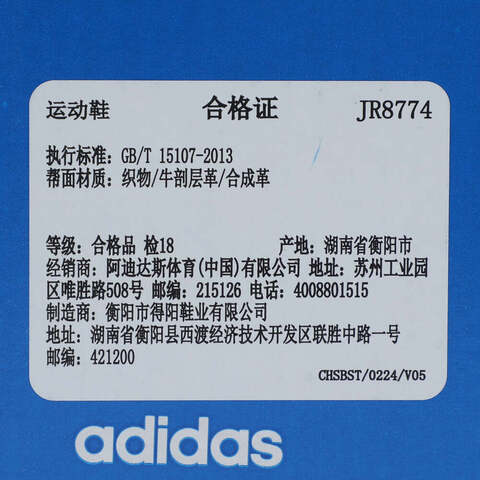 运动鞋 合格证 JR8774
执行标准: GB/T 15107-2013
帮面材质: 织物/牛剖层革/合成革
等级: 合格品 检18 产地: 湖南省衡阳市
经销商: 阿迪达斯体育(中国)有限公司 地址: 苏州工业园
区唯胜路508号 邮编: 215126 电话: 4008801515
制造商: 衡阳市得阳鞋业有限公司
地址: 湖南省衡阳县西渡经济技术开发区联胜中路一号
邮编: 421200
CHSBST/0224/V05
adidas